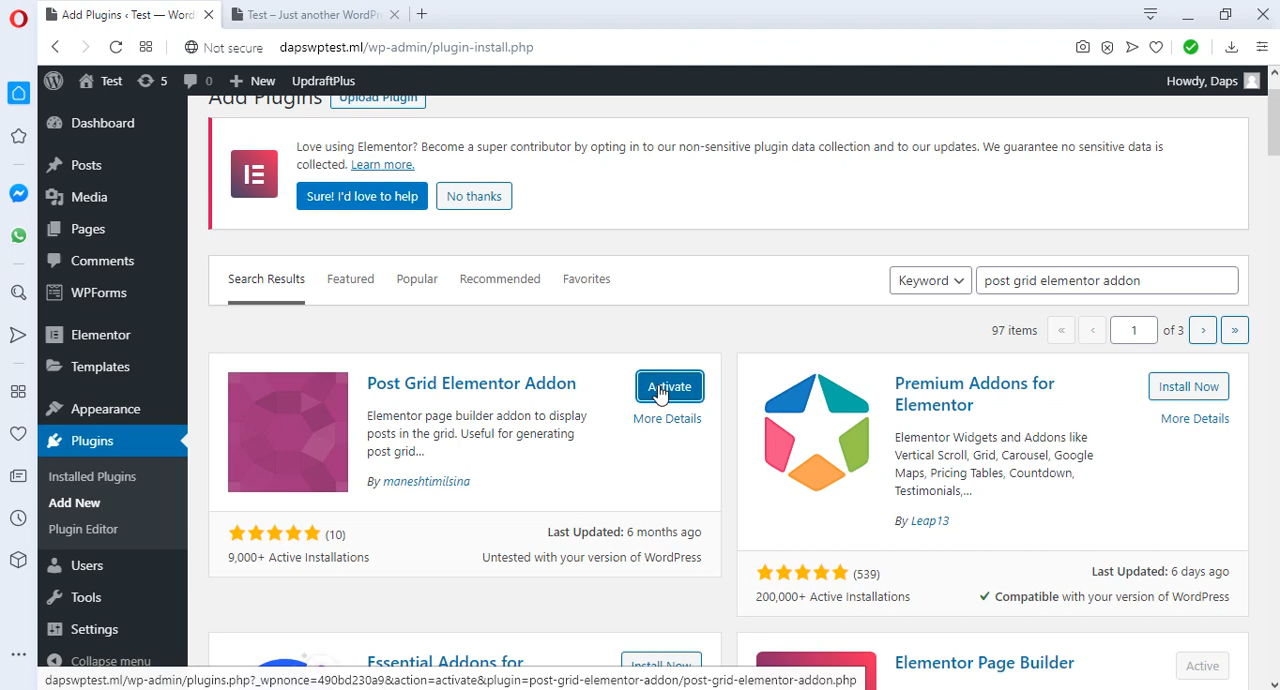 Add Plugins ‹ Test — Word
Test – Just another WordPr
Not secure dapswptest.ml/wp-admin/plugin-install.php
Test 5 0 New UpdraftPlus Howdy, Daps
Add Plugins Upload Plugin
Dashboard
Posts
Media
Pages
Comments
WPForms
Elementor
Templates
Appearance
Plugins
Installed Plugins
Add New
Plugin Editor
Users
Tools
Settings
Collapse menu
Love using Elementor? Become a super contributor by opting in to our non-sensitive plugin data collection and to our updates. We guarantee no sensitive data is
collected. Learn more.
Sure! I'd love to help No thanks
Search Results Featured Popular Recommended Favorites Keyword post grid elementor addon
97 items « ‹ 1 of 3 › »
Post Grid Elementor Addon
Activate
More Details
Elementor page builder addon to display
posts in the grid. Useful for generating
post grid...
By maneshtimilsina
(10) Last Updated: 6 months ago
9,000+ Active Installations Untested with your version of WordPress
Premium Addons for
Elementor
Install Now
More Details
Elementor Widgets and Addons like
Vertical Scroll, Grid, Carousel, Google
Maps, Pricing Tables, Countdown,
Testimonials,...
By Leap13
(539) Last Updated: 6 days ago
200,000+ Active Installations ✓ Compatible with your version of WordPress
Essential Addons for Install Now
Elementor Page Builder Active
dapswptest.ml/wp-admin/plugins.php?_wpnonce=490bd230a9&action=activate&plugin=post-grid-elementor-addon/post-grid-elementor-addon.php